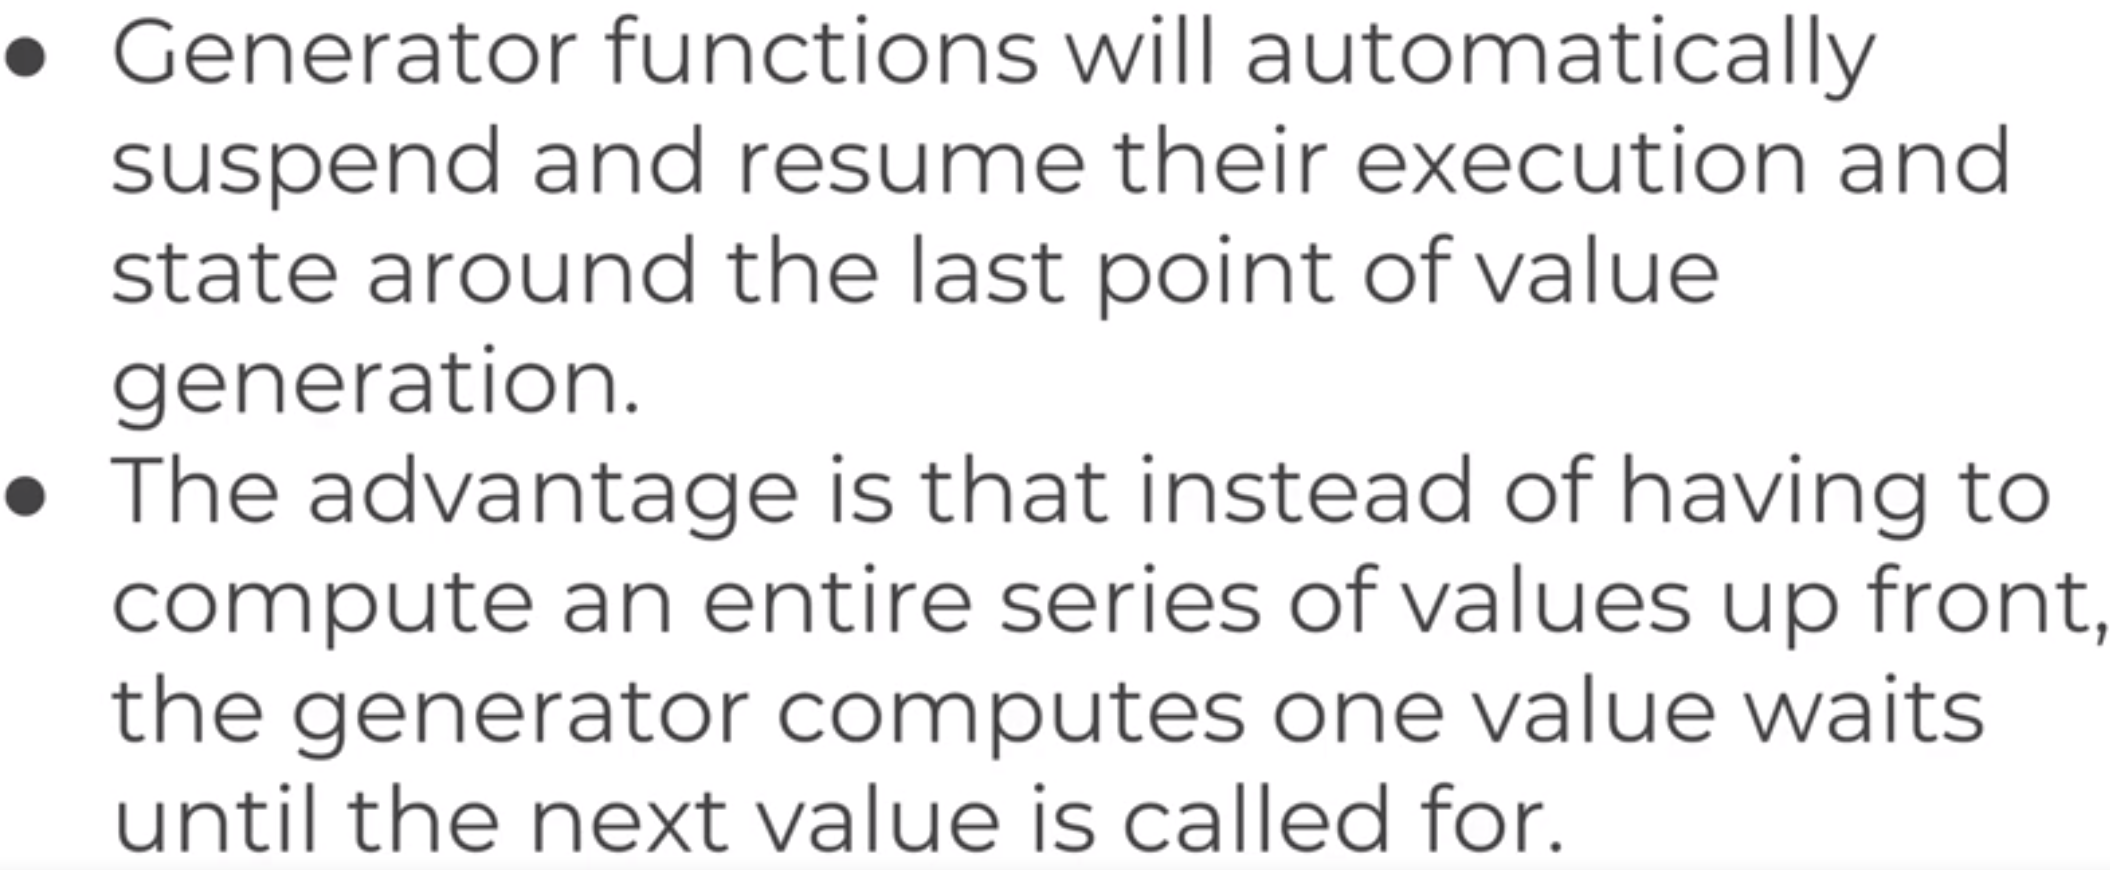 ● Generator functions will automatically
suspend and resume their execution and
state around the last point of value
generation.
● The advantage is that instead of having to
compute an entire series of values up front,
the generator computes one value waits
until the next value is called for.